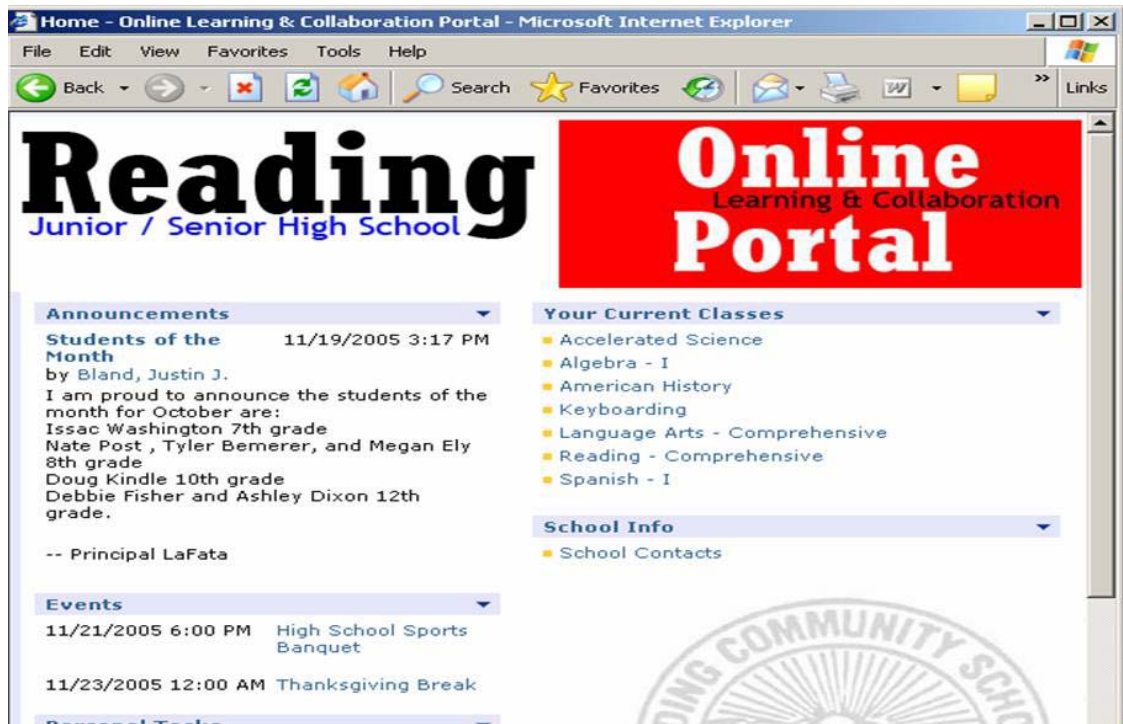 Home - Online Learning & Collaboration Portal - Microsoft Internet Explorer
File Edit View Favorites Tools Help
Back Search Favorites Links
Reading
Junior / Senior High School
Online
Learning & Collaboration
Portal
Announcements
Students of the 11/19/2005 3:17 PM
Month
by Bland, Justin J.
I am proud to announce the students of the
month for October are:
Issac Washington 7th grade
Nate Post , Tyler Bemerer, and Megan Ely
8th grade
Doug Kindle 10th grade
Debbie Fisher and Ashley Dixon 12th
grade.
-- Principal LaFata
Events
11/21/2005 6:00 PM High School Sports
Banquet
11/23/2005 12:00 AM Thanksgiving Break
Personal Tasks
Your Current Classes
Accelerated Science
Algebra - I
American History
Keyboarding
Language Arts - Comprehensive
Reading - Comprehensive
Spanish - I
School Info
School Contacts
COMMUNITY